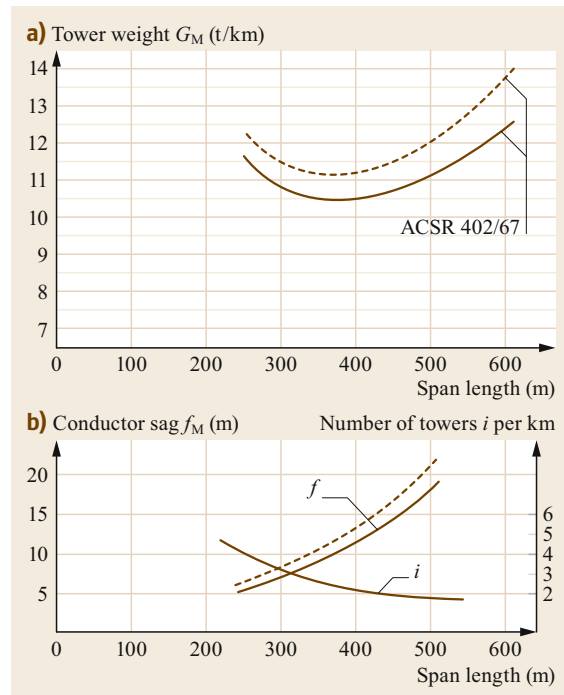 a) Tower weight G_M (t/km)
14
13
12
11
10
9
8
7
ACSR 402/67
0 100 200 300 400 500 600
Span length (m)
b) Conductor sag f_M (m) Number of towers i per km
20
15
10
5
f
i
6
5
4
3
2
0 100 200 300 400 500 600
Span length (m)